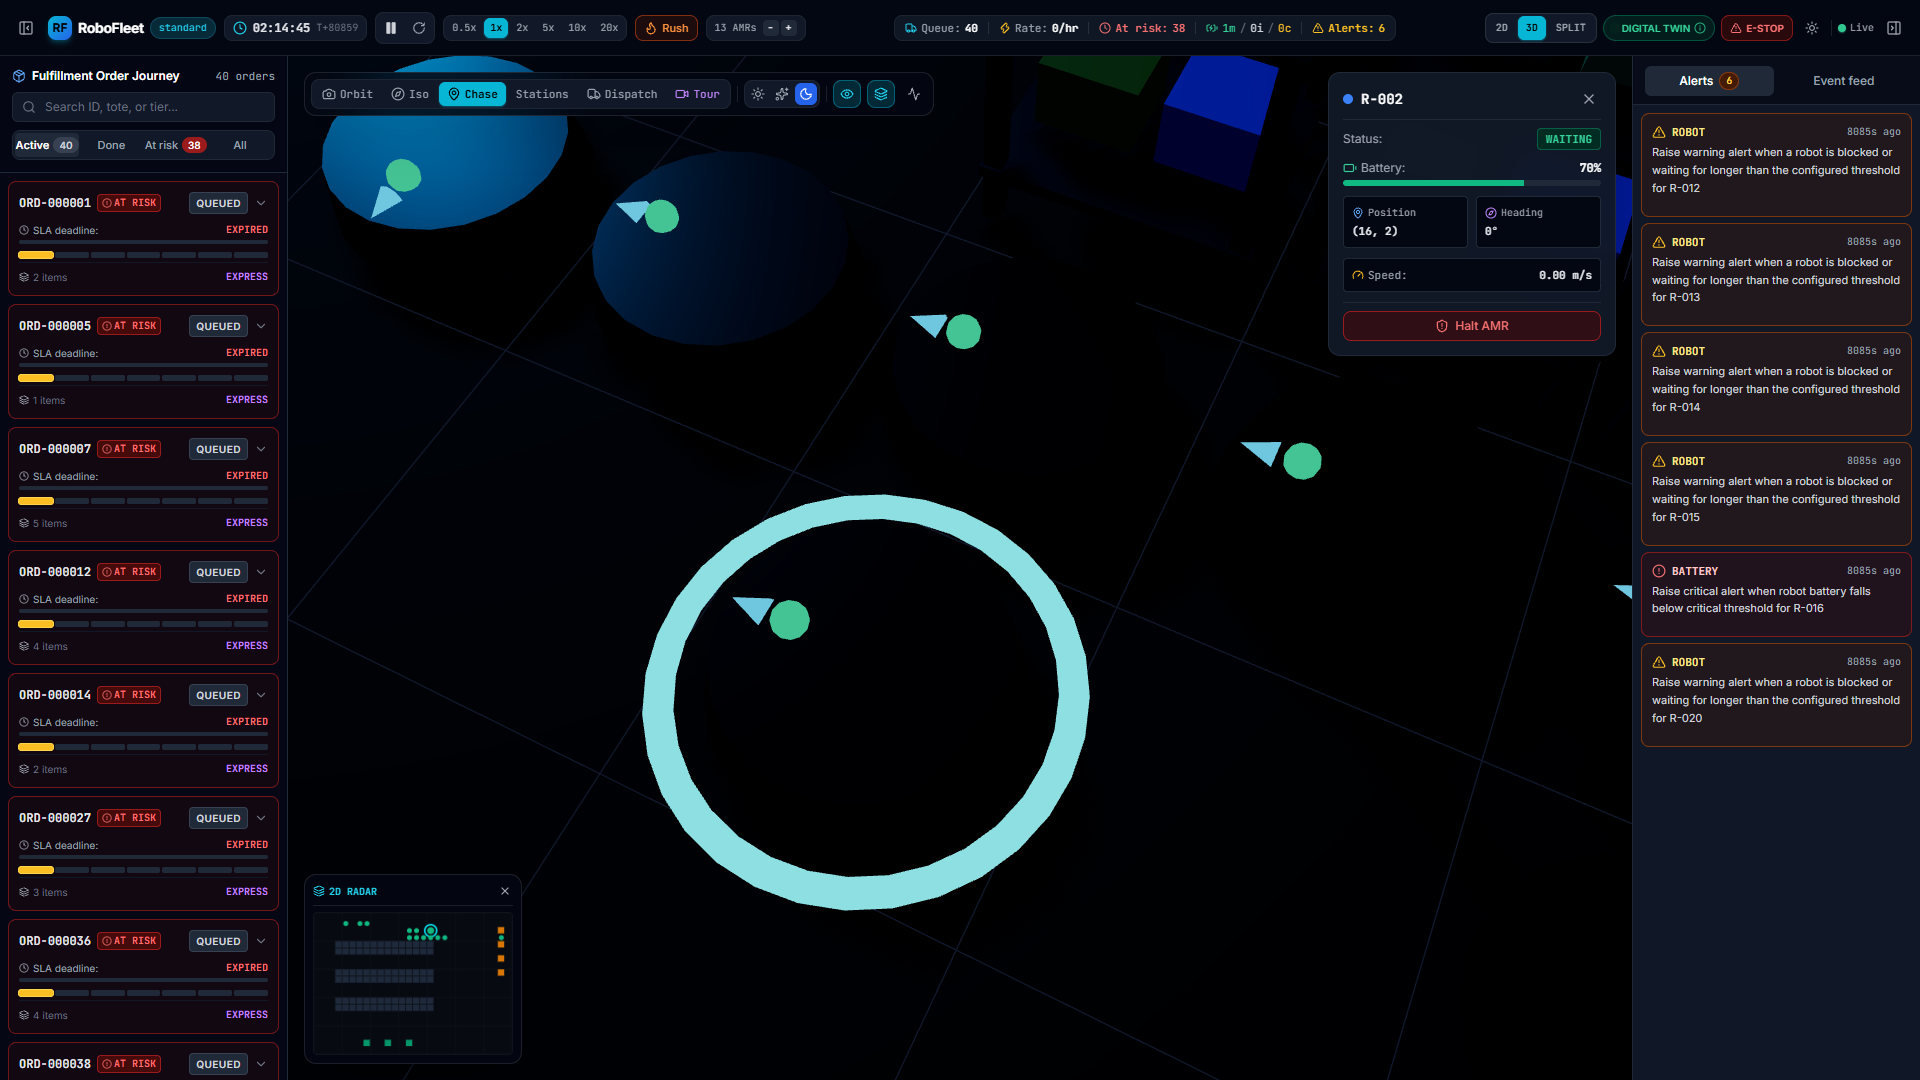 RF RoboFleet standard 02:14:45 T+80859 0.5x 1x 2x 5x 10x 20x Rush 13 AMRs - + Queue: 40 Rate: 0/hr At risk: 38 1m / 0i / 0c Alerts: 6 2D 3D SPLIT DIGITAL TWIN E-STOP Live
Fulfillment Order Journey 40 orders
Search ID, tote, or tier...
Active 40 Done At risk 38 All
ORD-000001 AT RISK QUEUED
SLA deadline: EXPIRED
2 items EXPRESS
ORD-000005 AT RISK QUEUED
SLA deadline: EXPIRED
1 items EXPRESS
ORD-000007 AT RISK QUEUED
SLA deadline: EXPIRED
5 items EXPRESS
ORD-000012 AT RISK QUEUED
SLA deadline: EXPIRED
4 items EXPRESS
ORD-000014 AT RISK QUEUED
SLA deadline: EXPIRED
2 items EXPRESS
ORD-000027 AT RISK QUEUED
SLA deadline: EXPIRED
3 items EXPRESS
ORD-000036 AT RISK QUEUED
SLA deadline: EXPIRED
4 items EXPRESS
ORD-000038 AT RISK QUEUED
Orbit Iso Chase Stations Dispatch Tour
2D RADAR
R-002
Status: WAITING
Battery: 70%
Position Heading
(16, 2) 0°
Speed: 0.00 m/s
Halt AMR
Alerts 6 Event feed
ROBOT 8085s ago
Raise warning alert when a robot is blocked or
waiting for longer than the configured threshold
for R-012
ROBOT 8085s ago
Raise warning alert when a robot is blocked or
waiting for longer than the configured threshold
for R-013
ROBOT 8085s ago
Raise warning alert when a robot is blocked or
waiting for longer than the configured threshold
for R-014
ROBOT 8085s ago
Raise warning alert when a robot is blocked or
waiting for longer than the configured threshold
for R-015
BATTERY 8085s ago
Raise critical alert when robot battery falls
below critical threshold for R-016
ROBOT 8085s ago
Raise warning alert when a robot is blocked or
waiting for longer than the configured threshold
for R-020